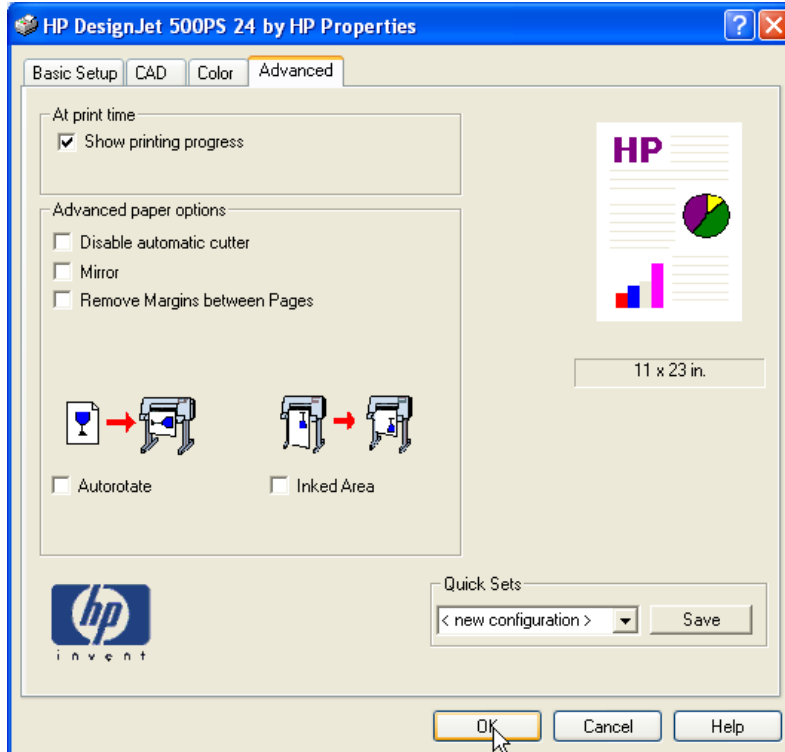 HP DesignJet 500PS 24 by HP Properties
Basic Setup CAD Color Advanced
At print time
Show printing progress
HP
Advanced paper options
Disable automatic cutter
Mirror
Remove Margins between Pages
11 x 23 in.
Autorotate Inked Area
Quick Sets
< new configuration > Save
hp
invent
OK Cancel Help